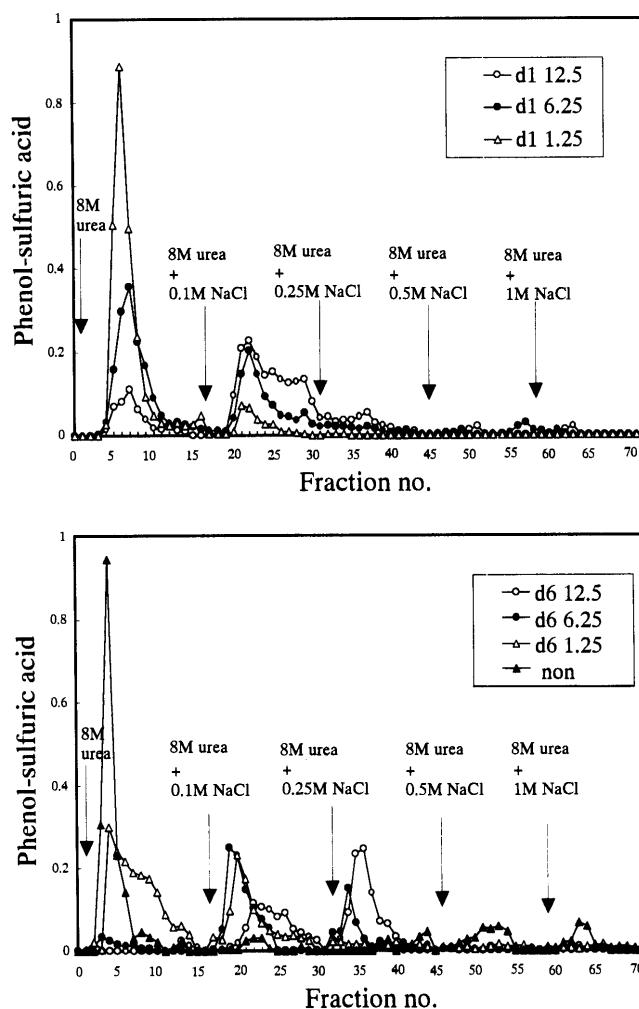 1
0.8
0.6
0.4
0.2
0
Phenol-sulfuric acid
d1 12.5
d1 6.25
d1 1.25
8M
urea
8M urea
+
0.1M NaCl
8M urea
+
0.25M NaCl
8M urea
+
0.5M NaCl
8M urea
+
1M NaCl
0 5 10 15 20 25 30 35 40 45 50 55 60 65 70
Fraction no.
1
0.8
0.6
0.4
0.2
0
Phenol-sulfuric acid
d6 12.5
d6 6.25
d6 1.25
non
8M
urea
8M urea
+
0.1M NaCl
8M urea
+
0.25M NaCl
8M urea
+
0.5M NaCl
8M urea
+
1M NaCl
0 5 10 15 20 25 30 35 40 45 50 55 60 65 70
Fraction no.